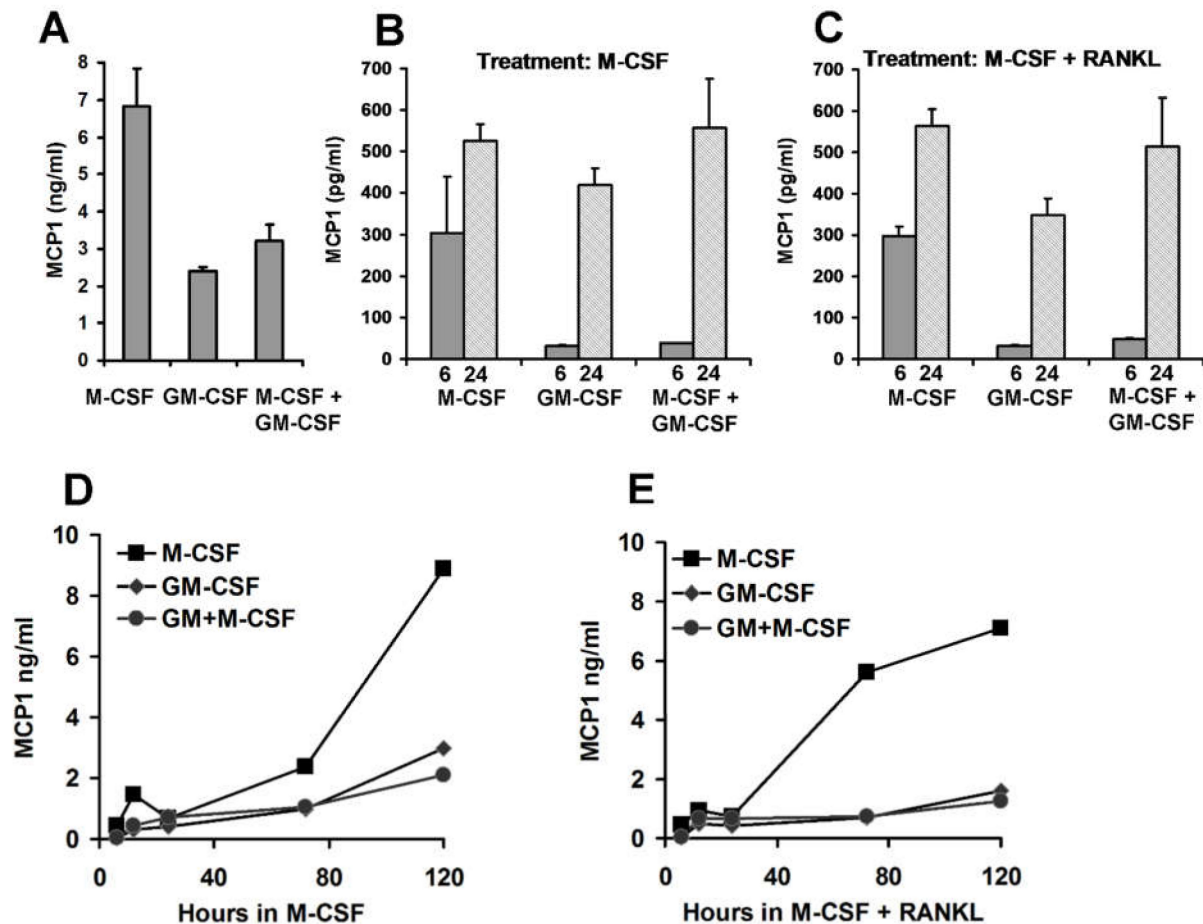 A
MCP1 (ng/ml)
8
7
6
5
4
3
2
1
0
M-CSF GM-CSF M-CSF +
GM-CSF
B
Treatment: M-CSF
MCP1 (pg/ml)
700
600
500
400
300
200
100
0
6 24 6 24 6 24
M-CSF GM-CSF M-CSF +
GM-CSF
C
Treatment: M-CSF + RANKL
MCP1 (pg/ml)
700
600
500
400
300
200
100
0
6 24 6 24 6 24
M-CSF GM-CSF M-CSF +
GM-CSF
D
MCP1 ng/ml
10
8
6
4
2
0
M-CSF
GM-CSF
GM+M-CSF
0 40 80 120
Hours in M-CSF
E
MCP1 ng/ml
10
8
6
4
2
0
M-CSF
GM-CSF
GM+M-CSF
0 40 80 120
Hours in M-CSF + RANKL